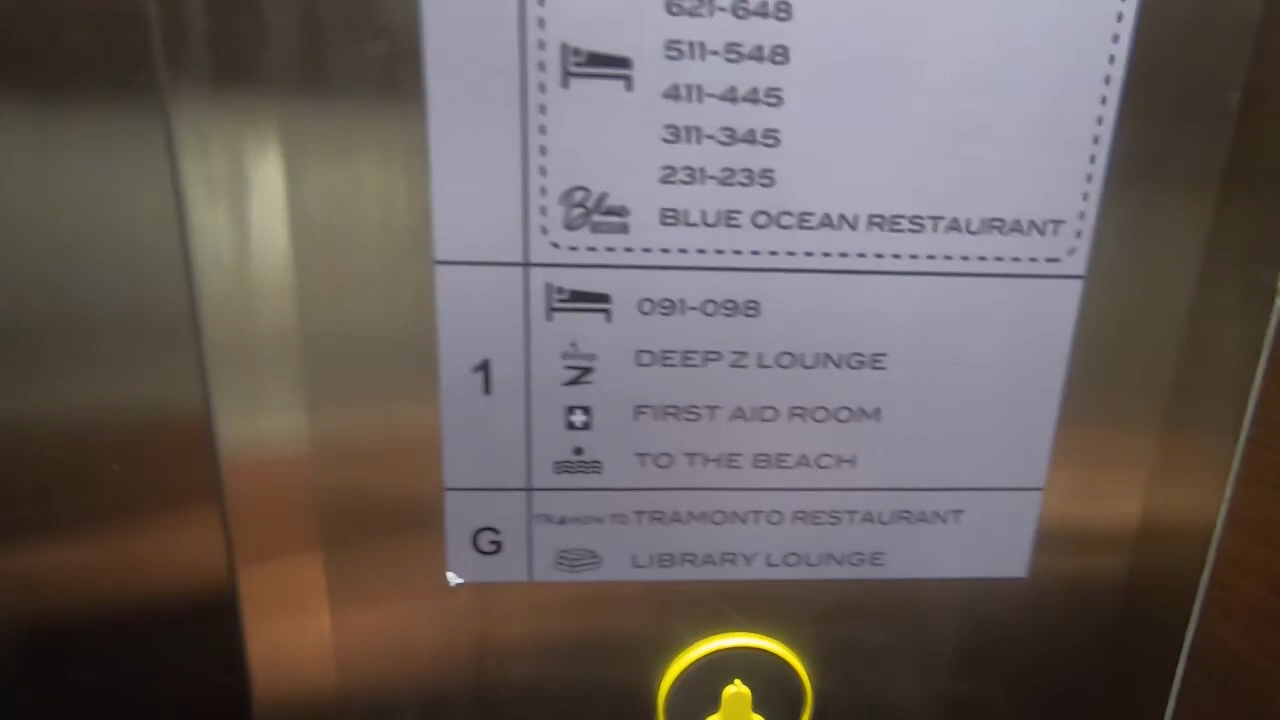 621-648
511-548
411-445
311-345
231-235
Blue BLUE OCEAN RESTAURANT
091-098
Z DEEP Z LOUNGE
1
FIRST AID ROOM
TO THE BEACH
TRAMONTO RESTAURANT
G
LIBRARY LOUNGE